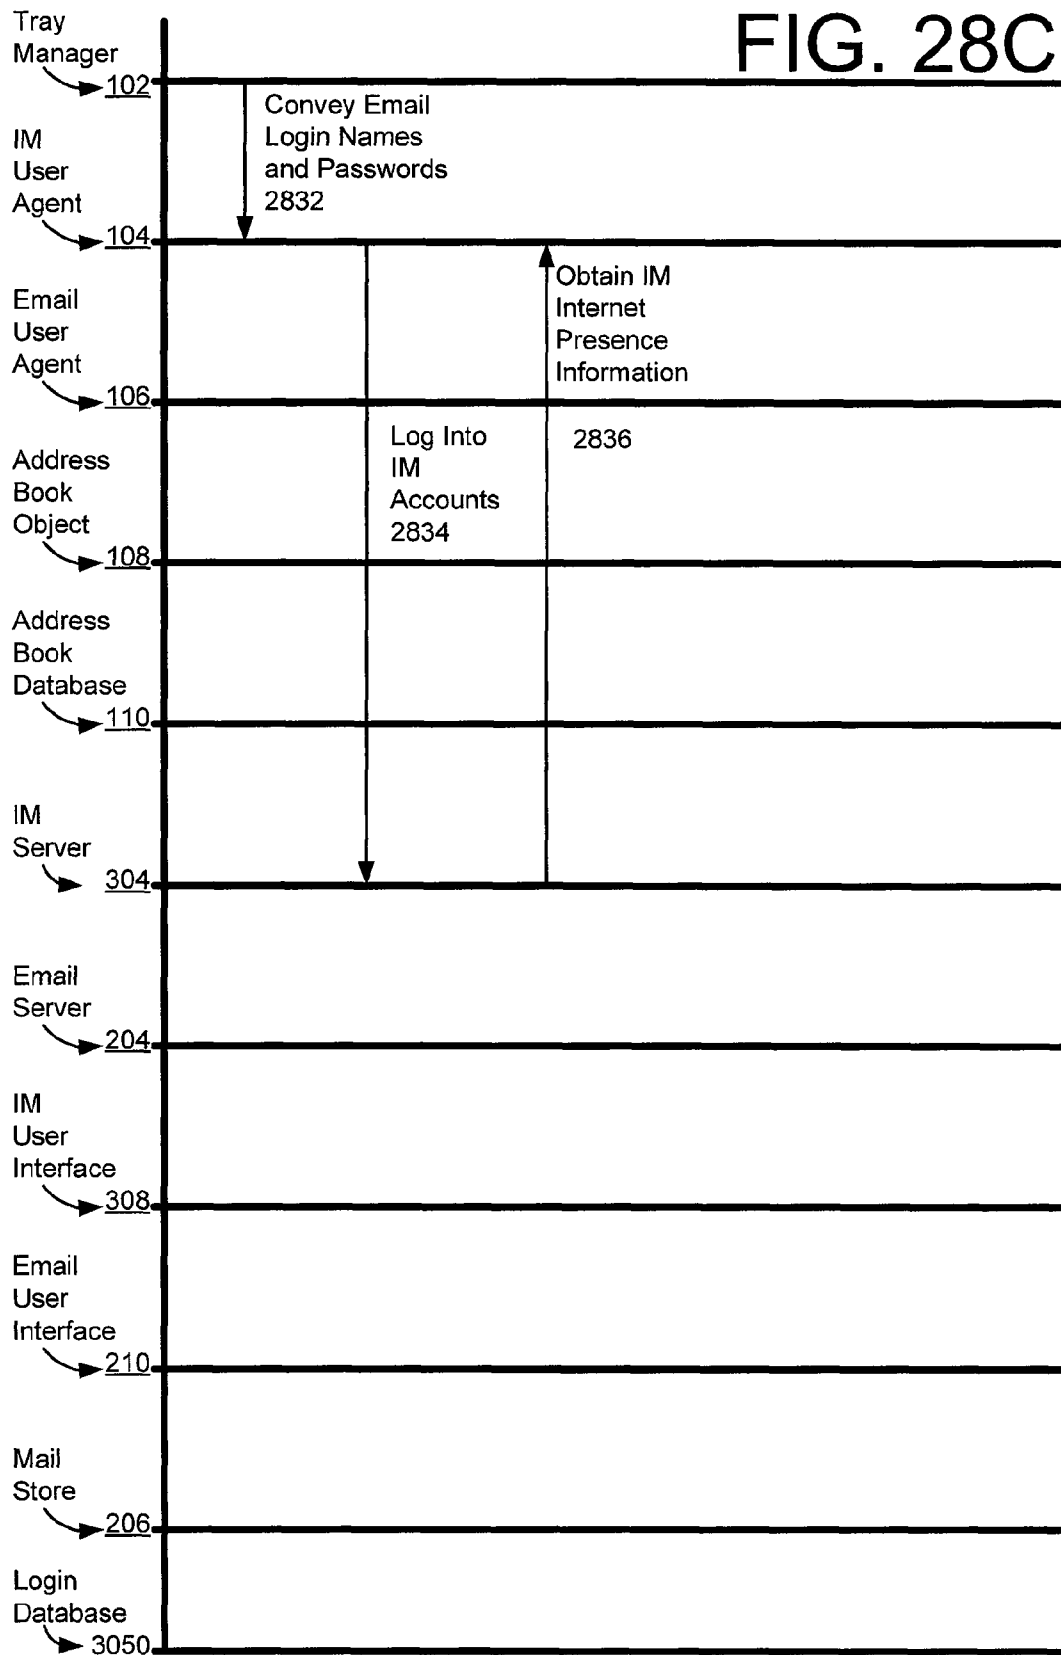 FIG. 28C
Tray
Manager
102
Convey Email
Login Names
and Passwords
2832
IM
User
Agent
104
Obtain IM
Internet
Presence
Information
2836
Email
User
Agent
106
Log Into
IM
Accounts
2834
Address
Book
Object
108
Address
Book
Database
110
IM
Server
304
Email
Server
204
IM
User
Interface
308
Email
User
Interface
210
Mail
Store
206
Login
Database
3050